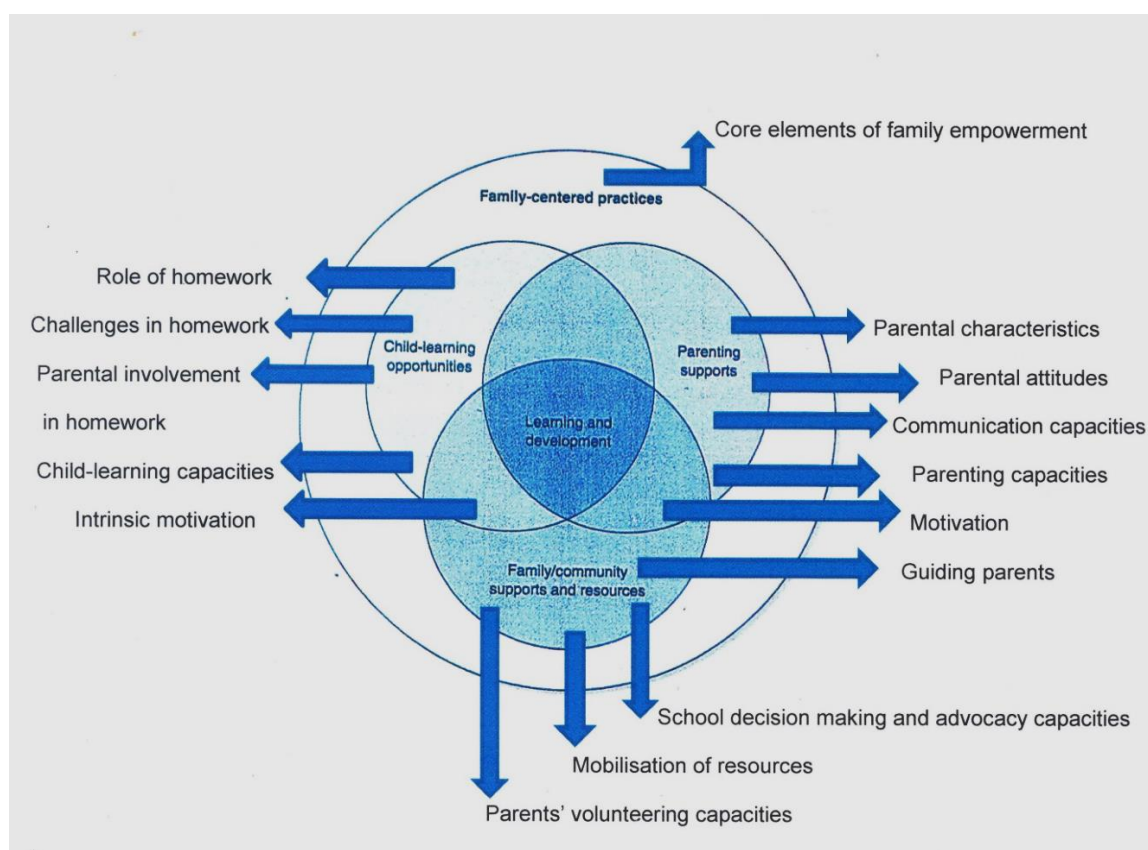 Core elements of family empowerment
Family-centered practices
Role of homework
Challenges in homework
Parental involvement
in homework
Child-learning capacities
Intrinsic motivation
Child-learning
opportunities
Parenting
supports
Learning and
development
Family/community
supports and resources
Parental characteristics
Parental attitudes
Communication capacities
Parenting capacities
Motivation
Guiding parents
School decision making and advocacy capacities
Mobilisation of resources
Parents’ volunteering capacities